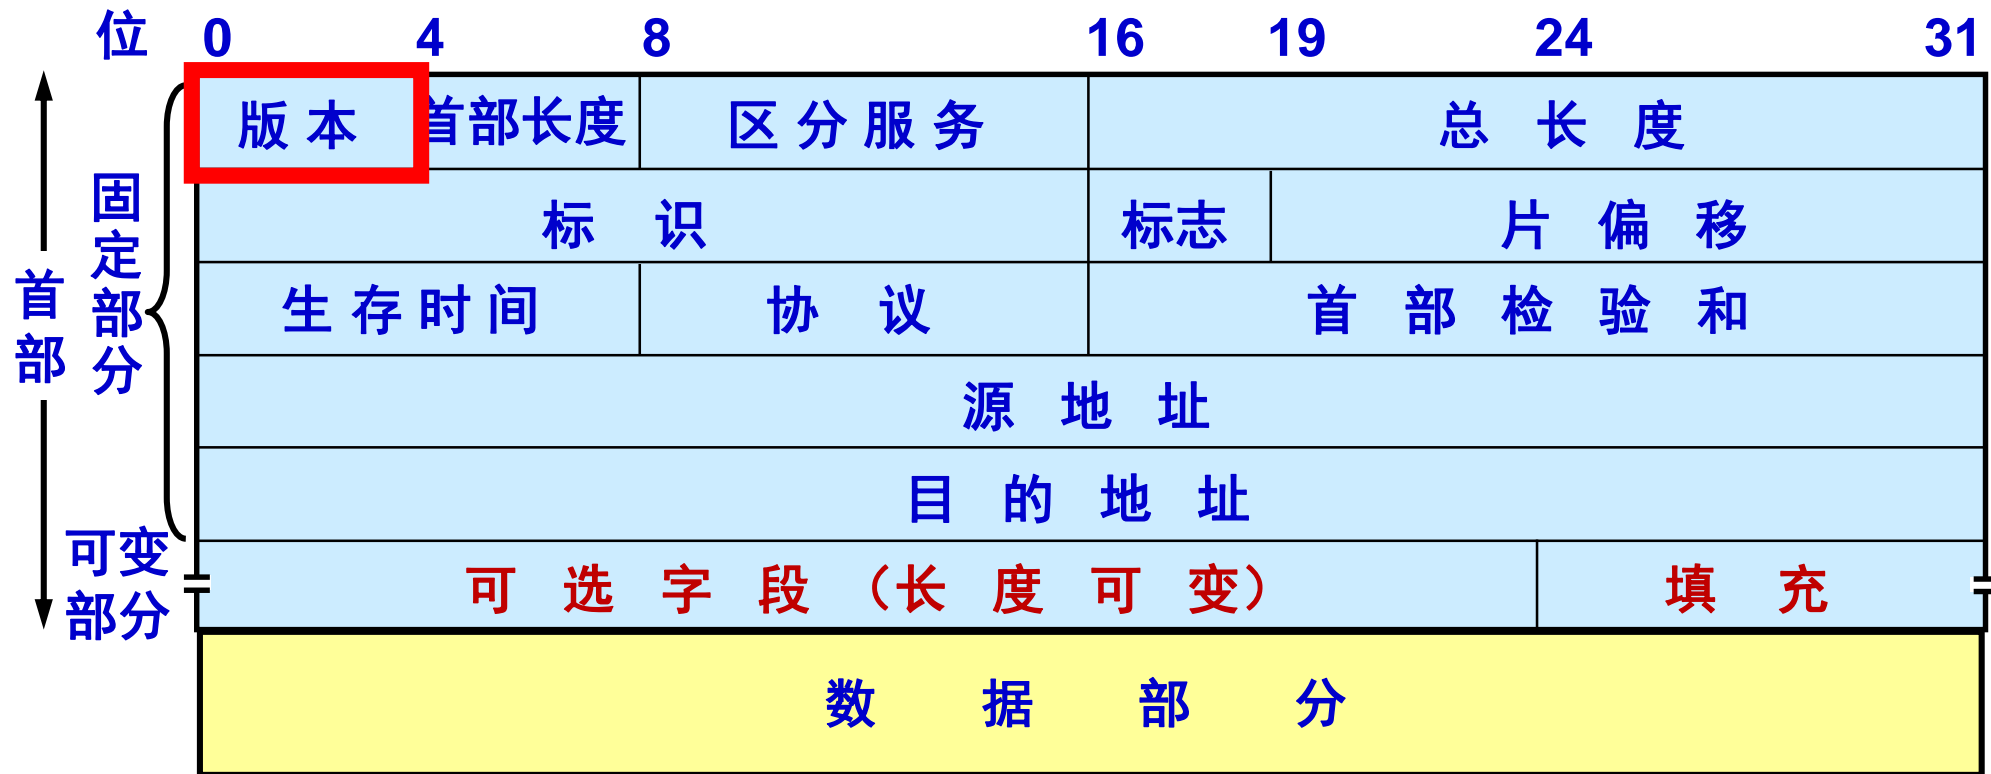 位 0 4 8 16 19 24 31
版本 首部长度 区分服务 总长度
标识 标志 片偏移
生存时间 协议 首部检验和
源地址
目的地址
可选字段（长度可变） 填充
数据部分
首部
固定部分
可变
部分